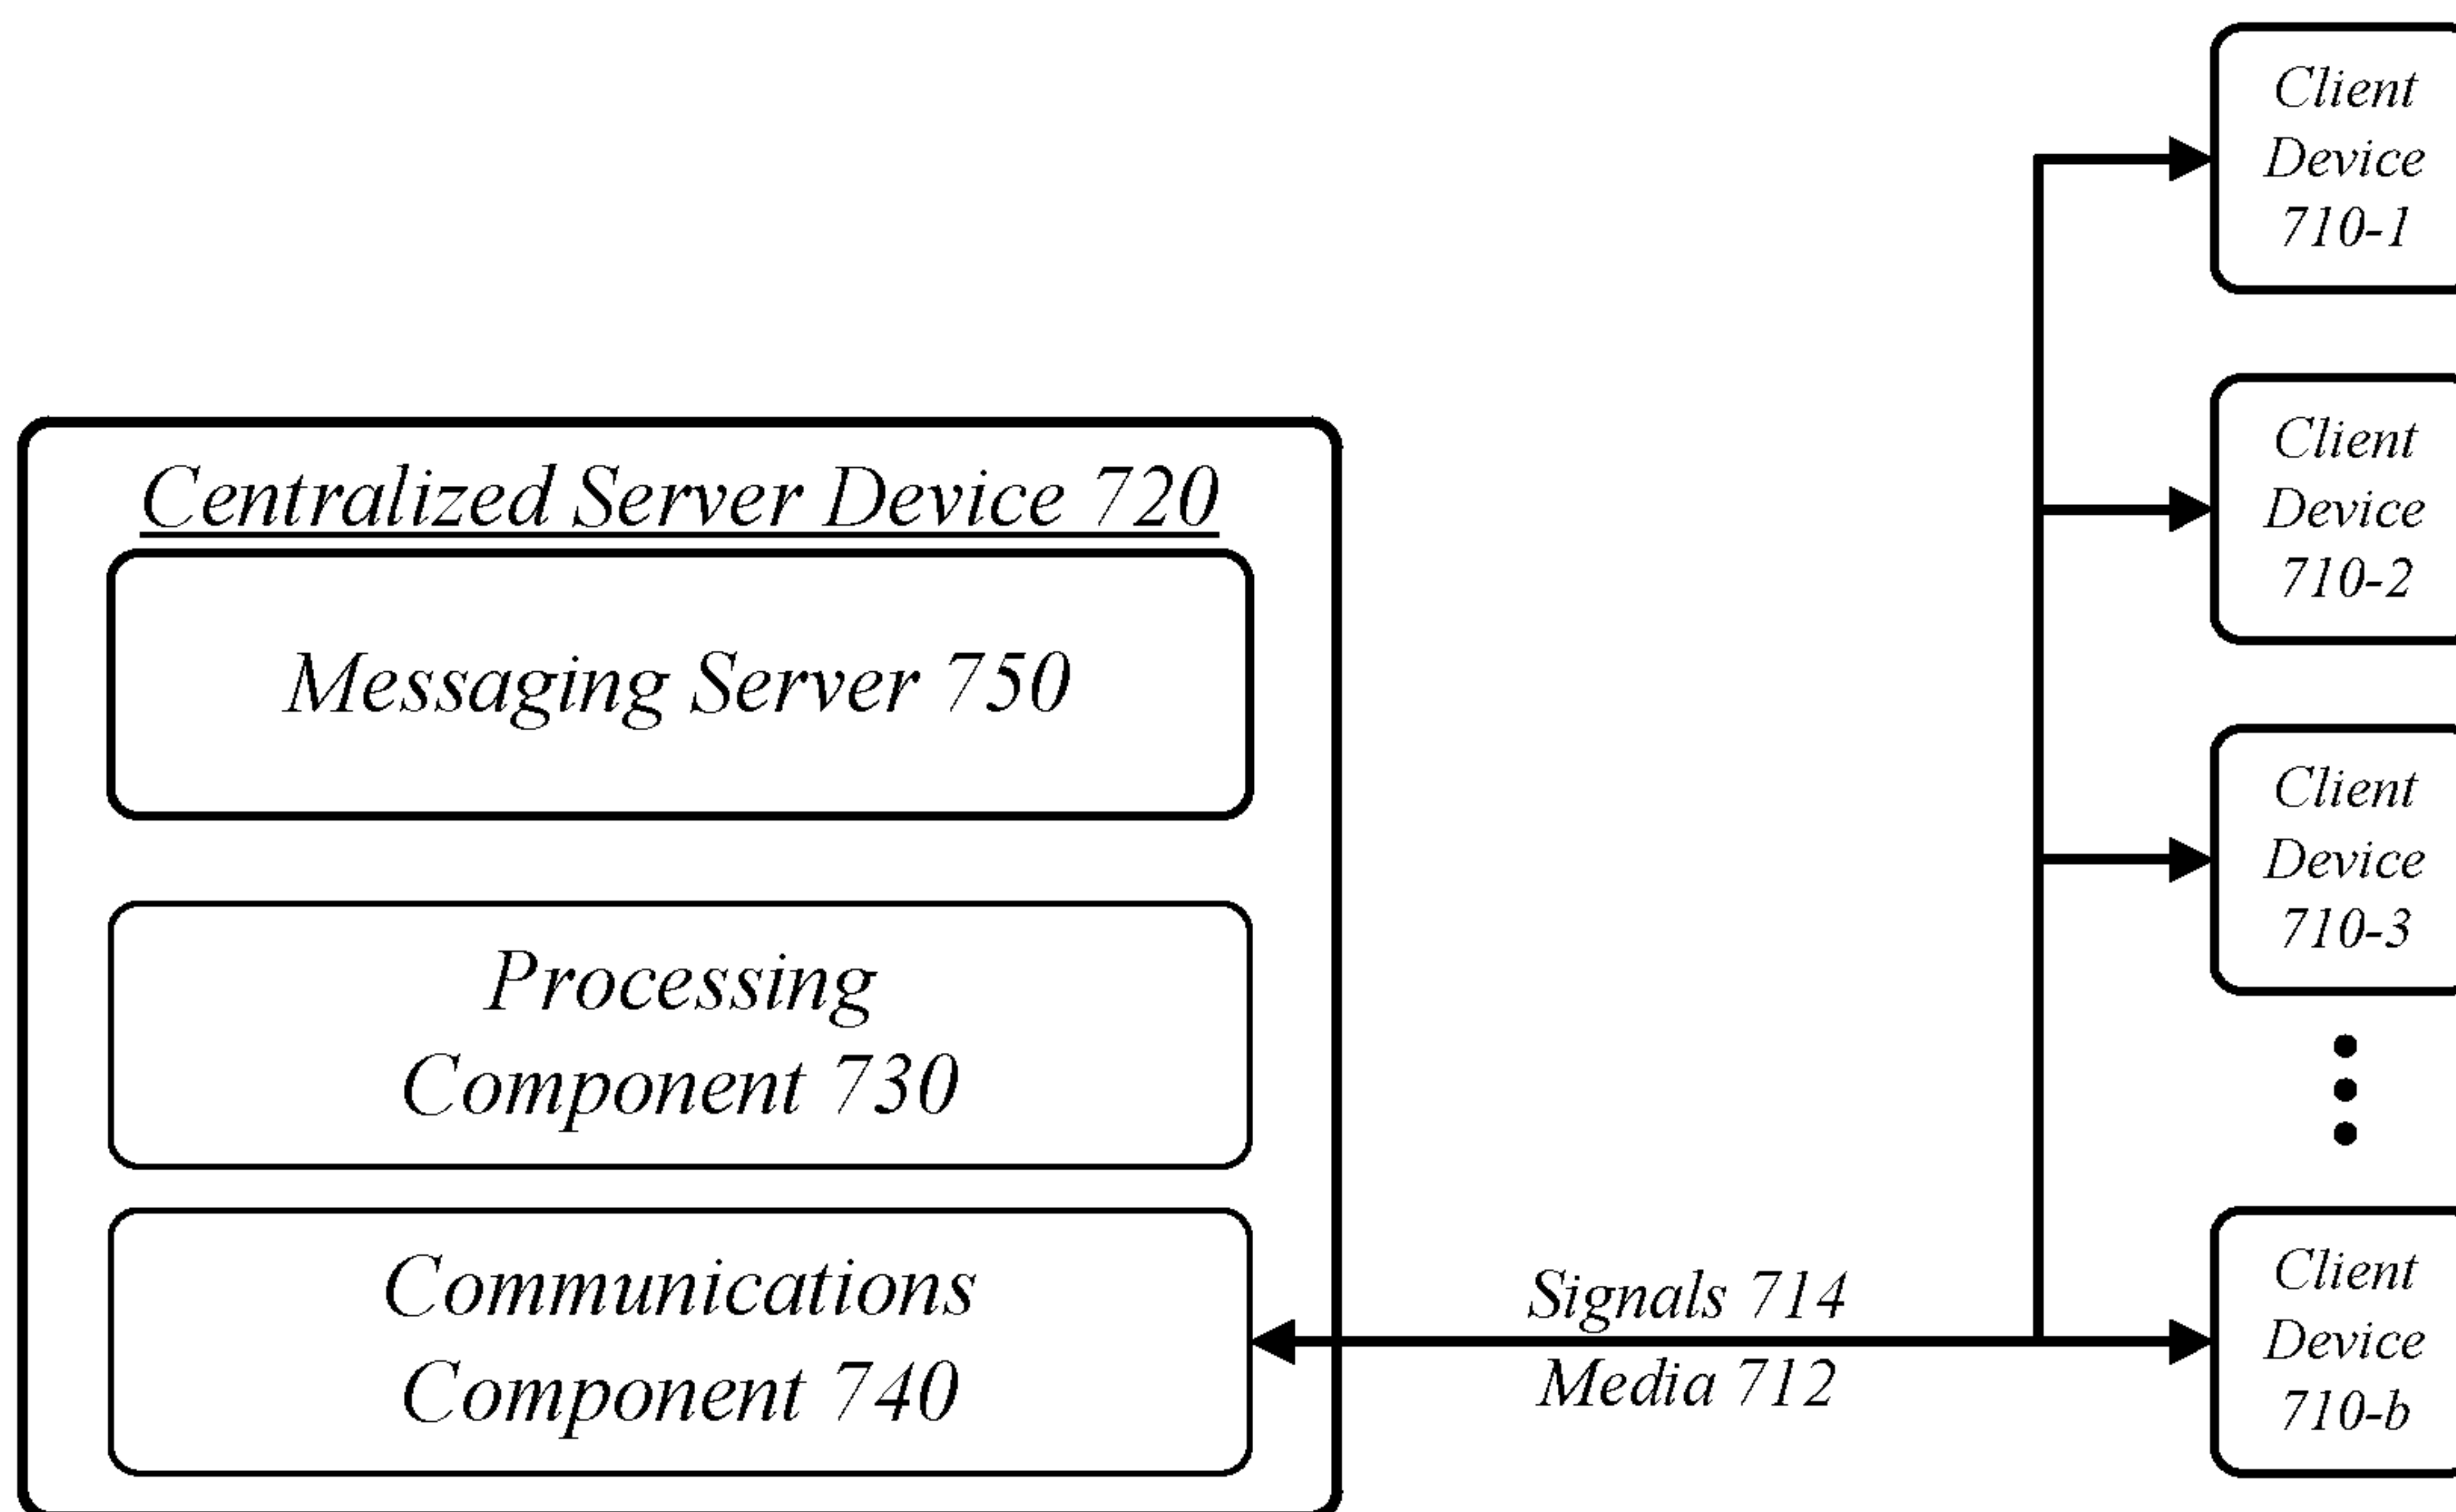 Centralized Server Device 720
Messaging Server 750
Processing
Component 730
Communications
Component 740
Signals 714
Media 712
Client
Device
710-1
Client
Device
710-2
Client
Device
710-3
Client
Device
710-b